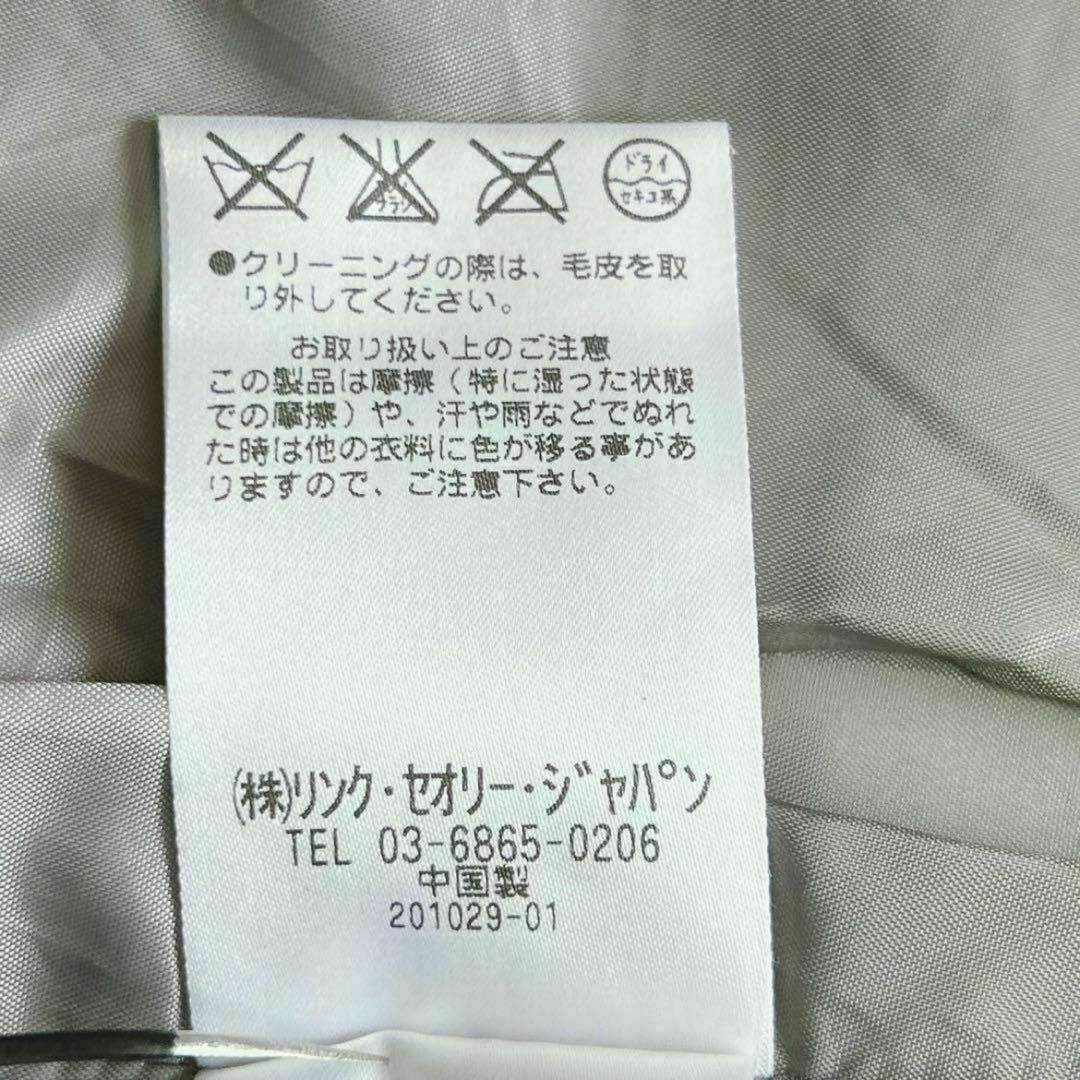 エンソ
ドライ
セキユ系
●クリーニングの際は、毛皮を取
り外してください。
お取り扱い上のご注意
この製品は摩擦(特に湿った状態
での摩擦)や、汗や雨などでぬれ
た時は他の衣料に色が移る事があ
りますので、ご注意下さい。
(株)リンク・セオリー・ジャパン
TEL 03-6865-0206
中国製
201029-01